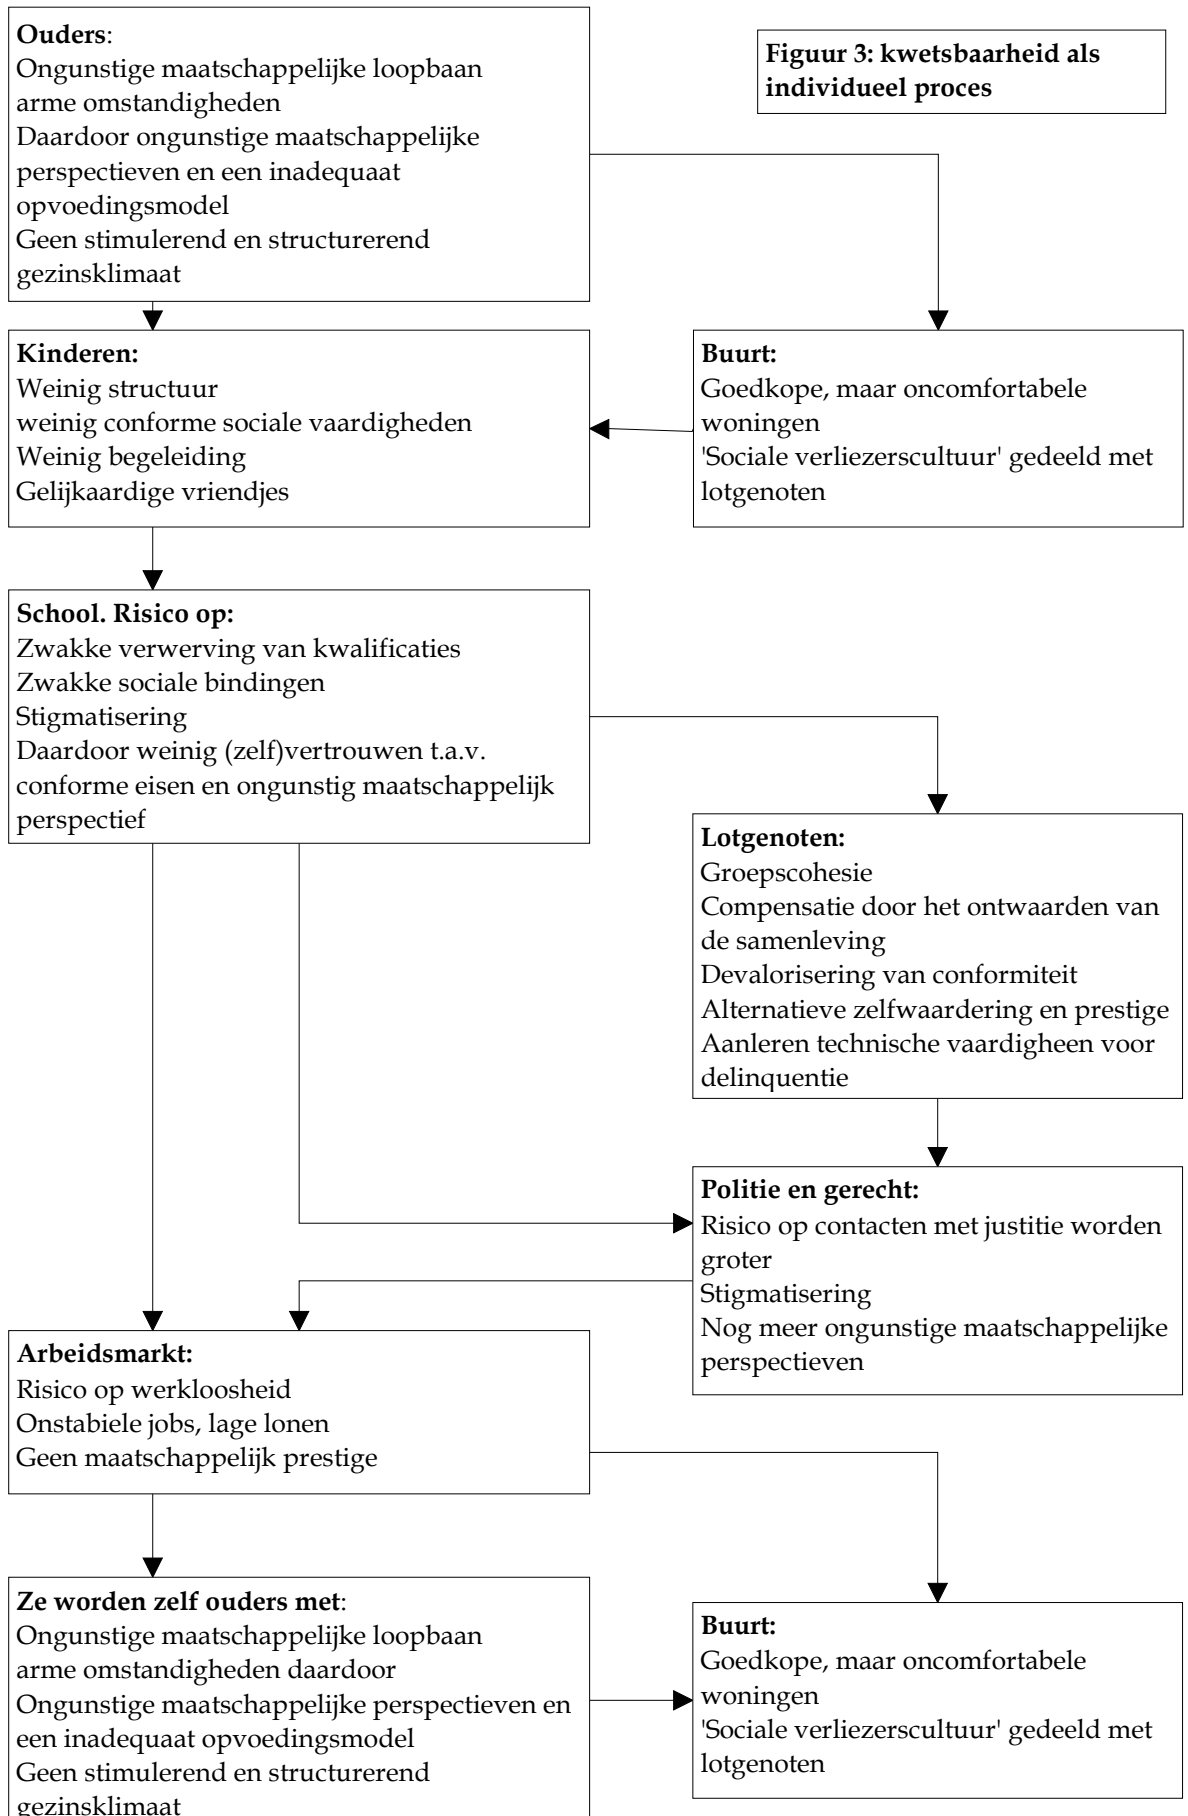 Ouders:
Ongunstige maatschappelijke loopbaan
arme omstandigheden
Daardoor ongunstige maatschappelijke
perspectieven en een inadequaat
opvoedingsmodel
Geen stimulerend en structurerend
gezinsklimaat
Figuur 3: kwetsbaarheid als
individueel proces
Kinderen:
Weinig structuur
weinig conforme sociale vaardigheden
Weinig begeleiding
Gelijkaardige vriendjes
Buurt:
Goedkope, maar oncomfortabele
woningen
'Sociale verliezerscultuur' gedeeld met
lotgenoten
School. Risico op:
Zwakke verwerving van kwalificaties
Zwakke sociale bindingen
Stigmatisering
Daardoor weinig (zelf)vertrouwen t.a.v.
conforme eisen en ongunstig maatschappelijk
perspectief
Lotgenoten:
Groepscohesie
Compensatie door het ontwaarden van
de samenleving
Devalorisering van conformiteit
Alternatieve zelfwaardering en prestige
Aanleren technische vaardigheen voor
delinquentie
Politie en gerecht:
Risico op contacten met justitie worden
groter
Stigmatisering
Nog meer ongunstige maatschappelijke
perspectieven
Arbeidsmarkt:
Risico op werkloosheid
Onstabiele jobs, lage lonen
Geen maatschappelijk prestige
Ze worden zelf ouders met:
Ongunstige maatschappelijke loopbaan
arme omstandigheden daardoor
Ongunstige maatschappelijke perspectieven en
een inadequaat opvoedingsmodel
Geen stimulerend en structurerend
gezinsklimaat
Buurt:
Goedkope, maar oncomfortabele
woningen
'Sociale verliezerscultuur' gedeeld met
lotgenoten